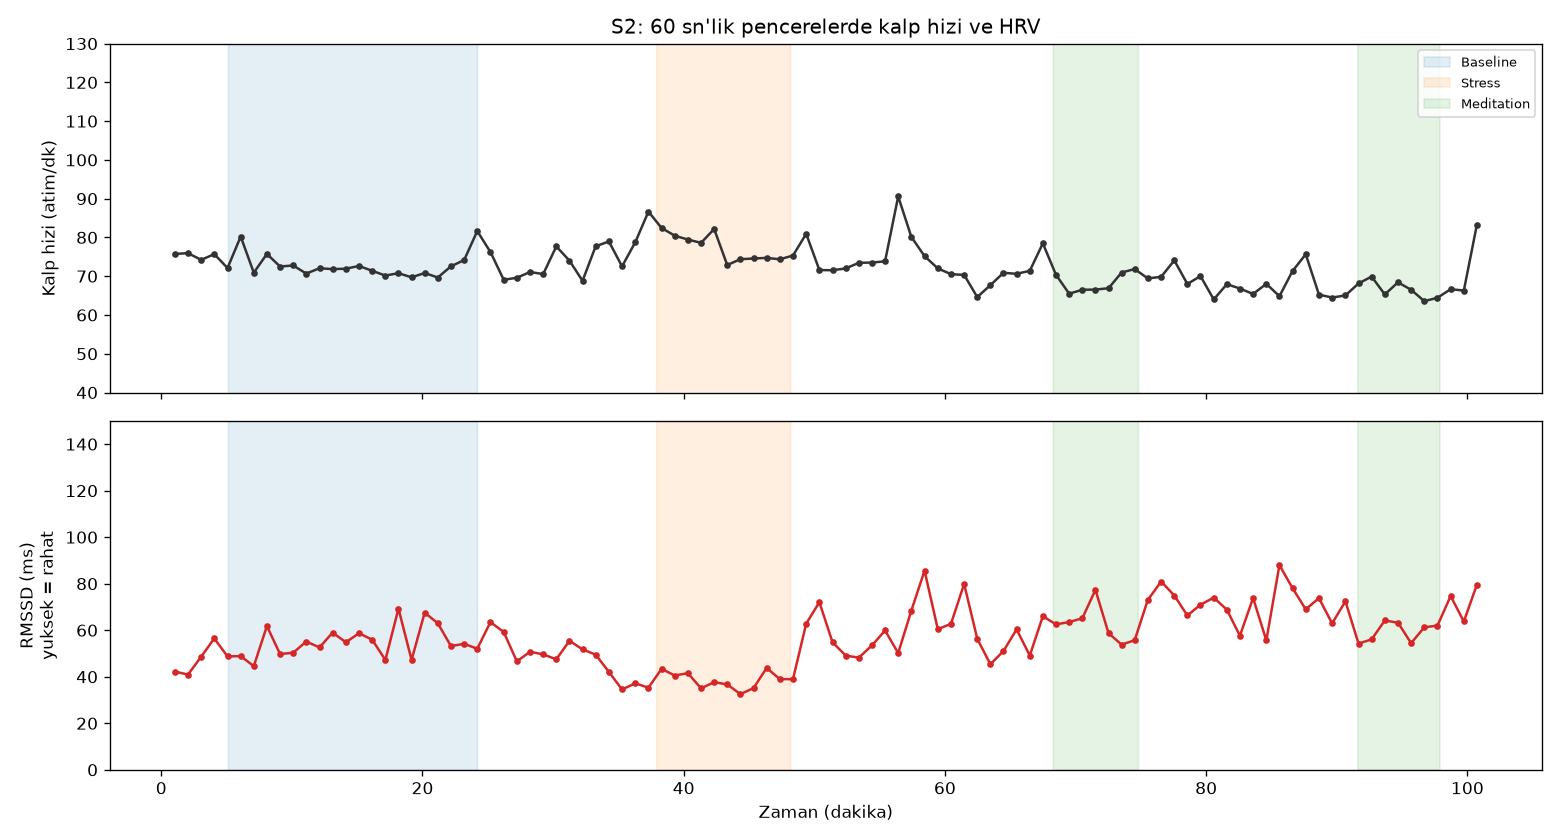 S2: 60 sn'lik pencerelerde kalp hizi ve HRV
Kalp hizi (atim/dk)
130
120
110
100
90
80
70
60
50
40
Baseline
Stress
Meditation
RMSSD (ms)
yuksek = rahat
140
120
100
80
60
40
20
0
0 20 40 60 80 100
Zaman (dakika)